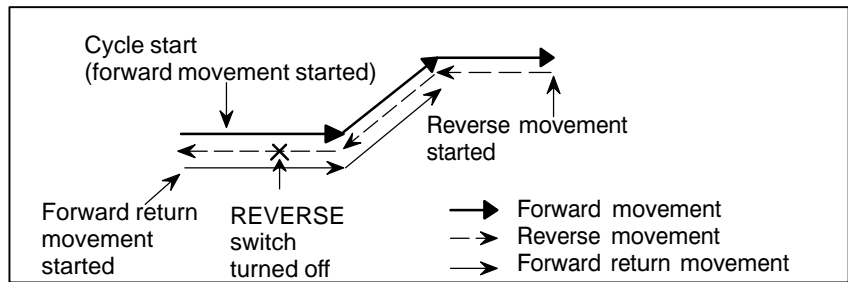 Cycle start
(forward movement started)
Reverse movement
started
Forward return
movement
started
REVERSE
switch
turned off
Forward movement
Reverse movement
Forward return movement